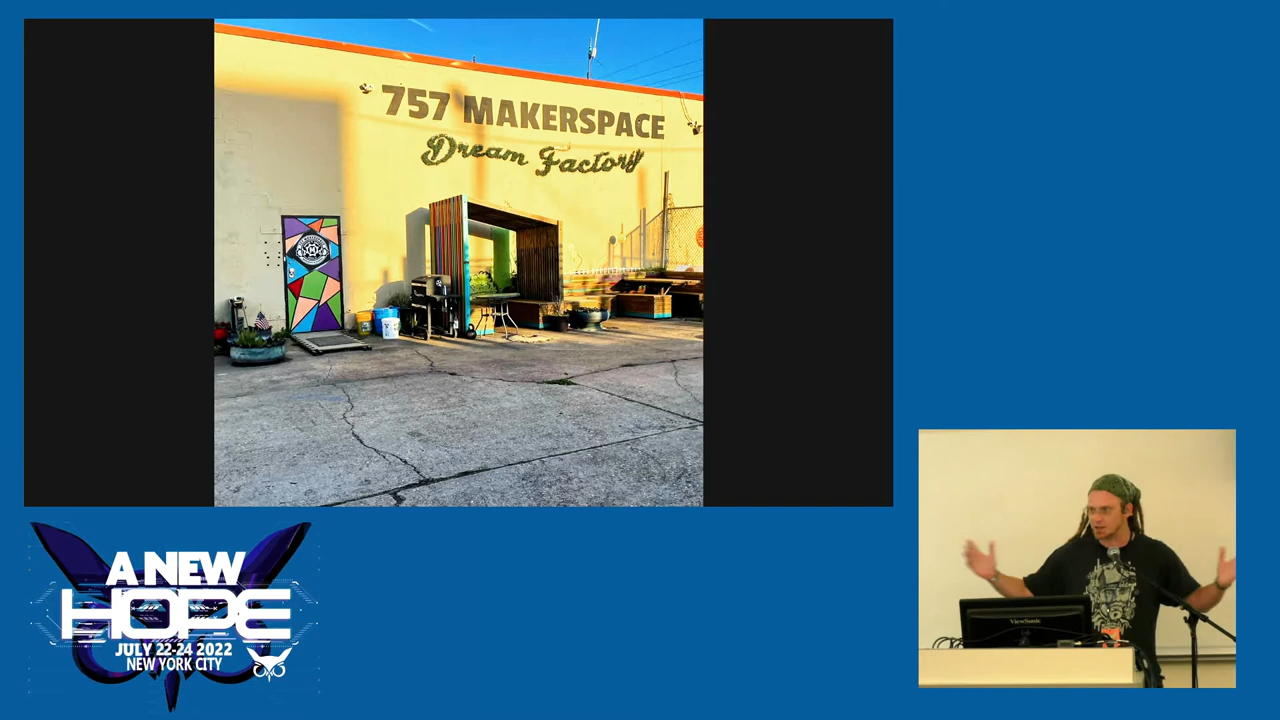 757 MAKERSPACE
Dream Factory
M
A NEW
HOPE
JULY 22-24 2022
NEW YORK CITY
ViewSonic